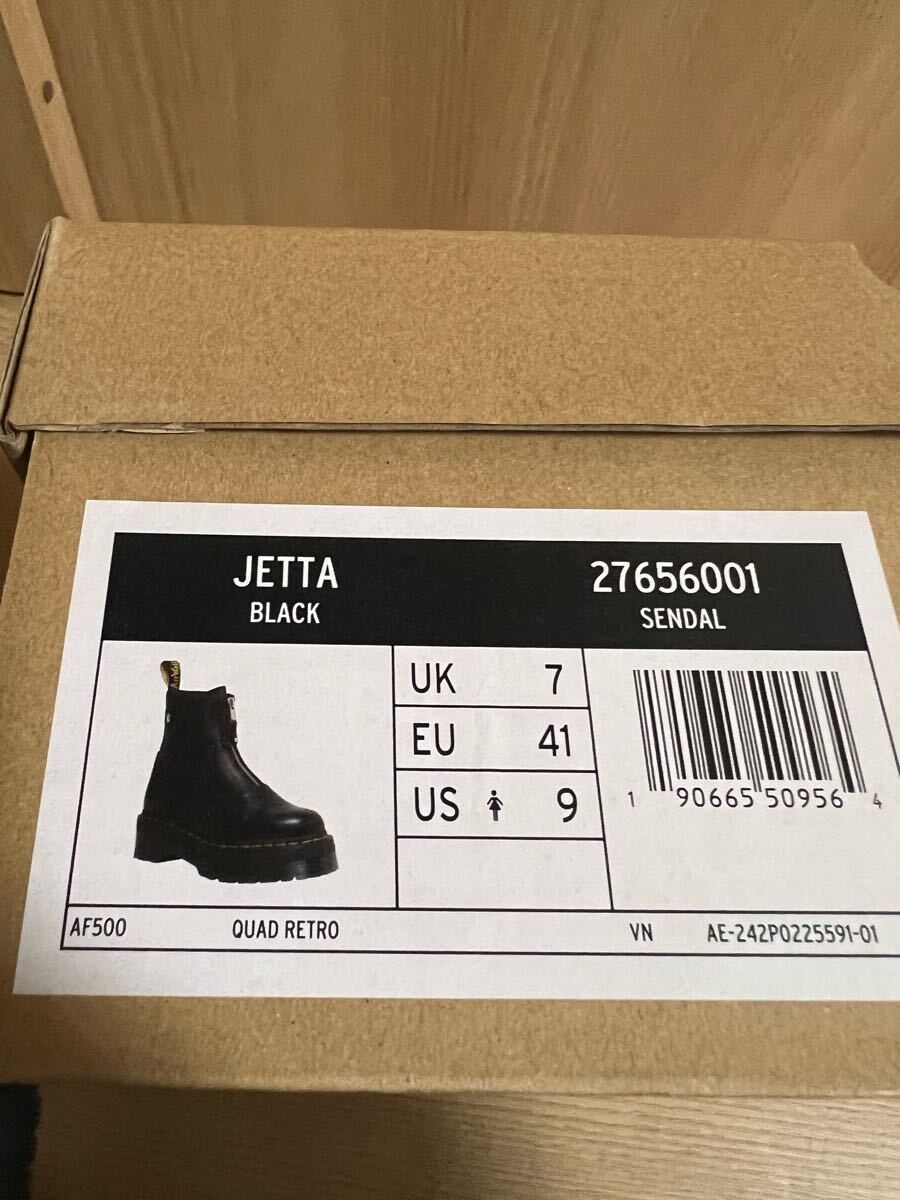 JETTA
BLACK
27656001
SENDAL
UK 7
EU 41
US 9
1 90665 50956 4
AF500
QUAD RETRO
VN
AE-242P0225591-01